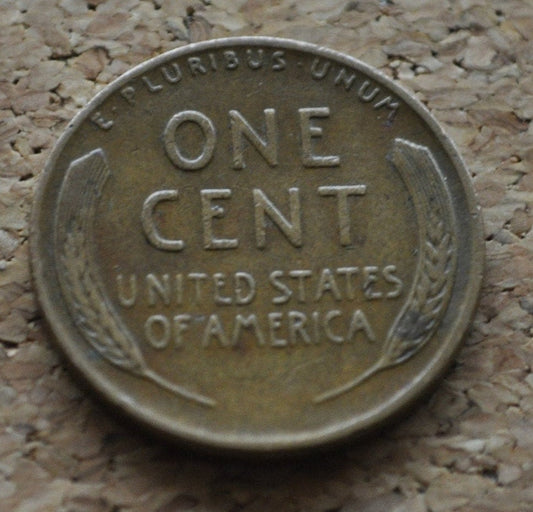 E·PLURIBUS·UNUM
ONE
CENT
UNITED STATES
OF AMERICA